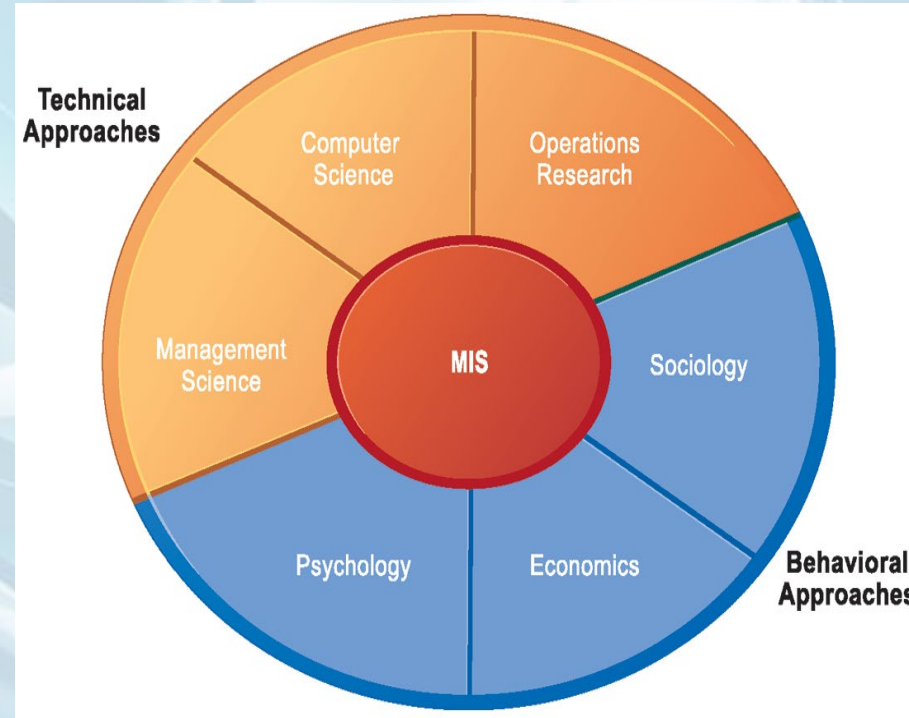 Technical
Approaches
Computer
Science
Operations
Research
Management
Science
MIS
Sociology
Psychology
Economics
Behavioral
Approaches